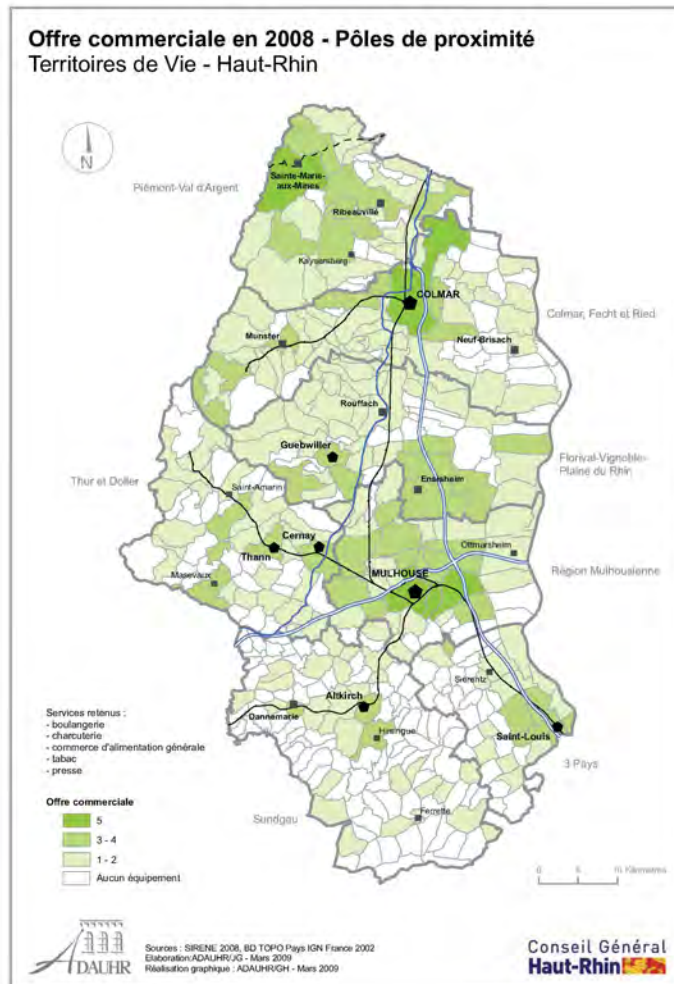 Offre commerciale en 2008 - Pôles de proximité
Territoires de Vie - Haut-Rhin
N
Sainte-Marie-
aux-Mines
Piémont-Val d'Argent
Ribeauvillé
Kaysersberg
COLMAR
Colmar, Fecht et Ried
Munster
Neuf-Brisach
Rouffach
Guebwiller
Florival-Vignoble-
Plaine du Rhin
Thur et Doller
Saint-Amarin
Ensisheim
Cernay
Thann
Ottmarsheim
Région Mulhousienne
MULHOUSE
Masevaux
Sierentz
Altkirch
Dannemarie
Hirsingue
Saint-Louis
3 Pays
Services retenus :
- boulangerie
- charcuterie
- commerce d'alimentation générale
- tabac
- presse
Offre commerciale
5
3 - 4
1 - 2
Aucun équipement
Sundgau
Ferrette
Kilomètres
ADAUHR
Sources : SIRENE 2008, BD TOPO Pays IGN France 2002
Elaboration:ADAUHR/JG - Mars 2009
Réalisation graphique : ADAUHR/GH - Mars 2009
Conseil Général
Haut-Rhin